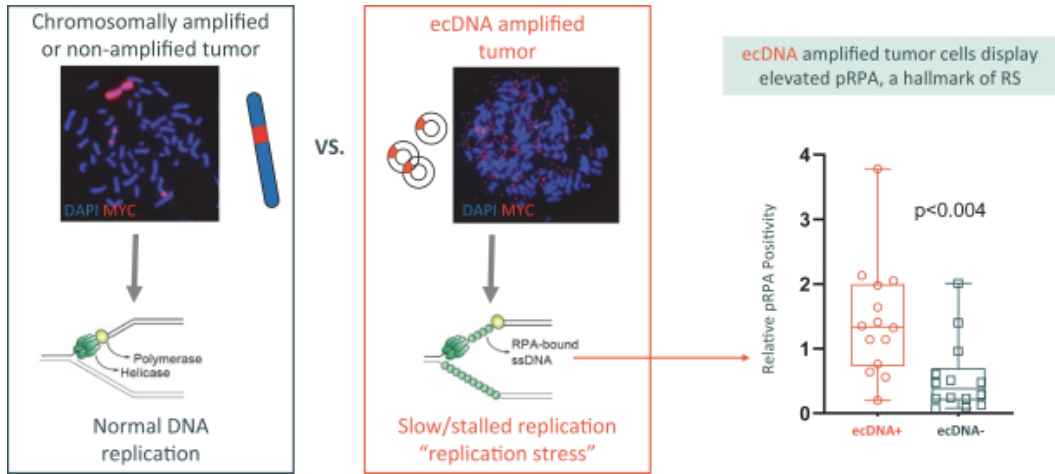 Chromosomally amplified
or non-amplified tumor
DAPI MYC
Polymerase
Helicase
Normal DNA
replication
VS.
ecDNA amplified
tumor
DAPI MYC
RPA-bound
ssDNA
Slow/stalled replication
“replication stress”
ecDNA amplified tumor cells display
elevated pRPA, a hallmark of RS
Relative pRPA Positivity
4
3
2
1
0
p<0.004
ecDNA+
ecDNA-